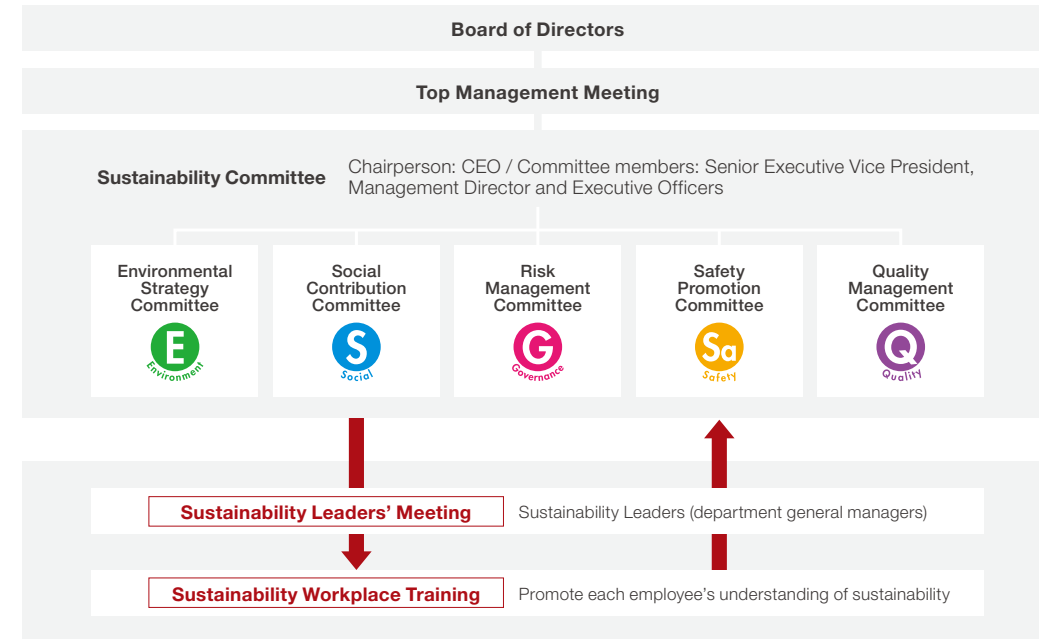 Board of Directors
Top Management Meeting
Sustainability Committee
Chairperson: CEO / Committee members: Senior Executive Vice President,
Management Director and Executive Officers
Environmental
Strategy
Committee
E
Environment
Social
Contribution
Committee
S
Social
Risk
Management
Committee
G
Governance
Safety
Promotion
Committee
Sa
Safety
Quality
Management
Committee
Q
Quality
Sustainability Leaders’ Meeting
Sustainability Leaders (department general managers)
Sustainability Workplace Training
Promote each employee’s understanding of sustainability